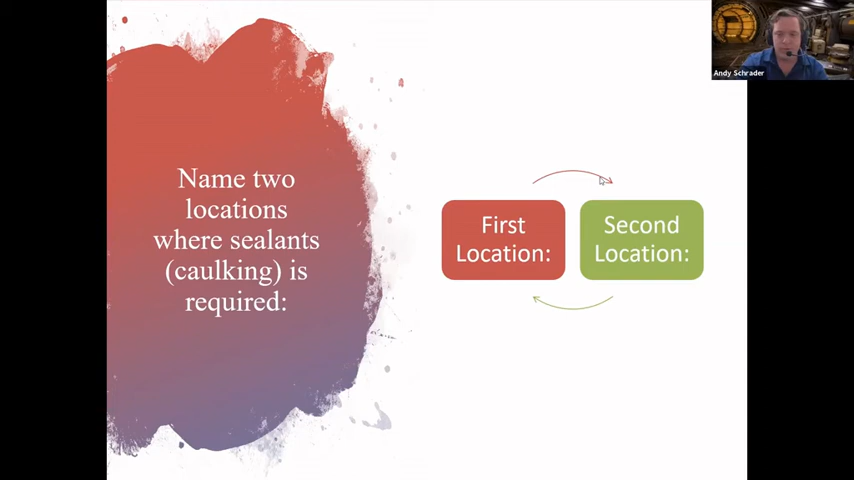 Andy Schrader
Name two
locations
where sealants
(caulking) is
required:
First
Location:
Second
Location: